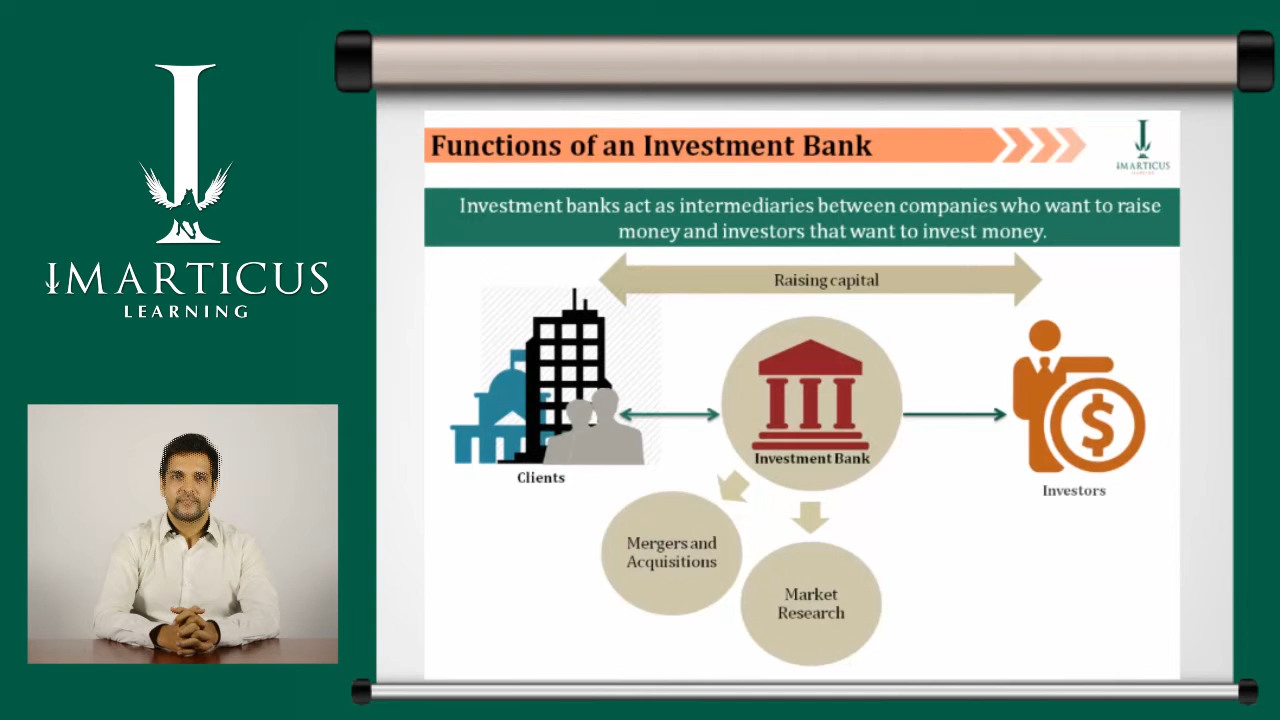 IMARTICUS
LEARNING
Functions of an Investment Bank
IMARTICUS
Investment banks act as intermediaries between companies who want to raise
money and investors that want to invest money.
Raising capital
$
Investment Bank
Clients
Investors
Mergers and
Acquisitions
Market
Research